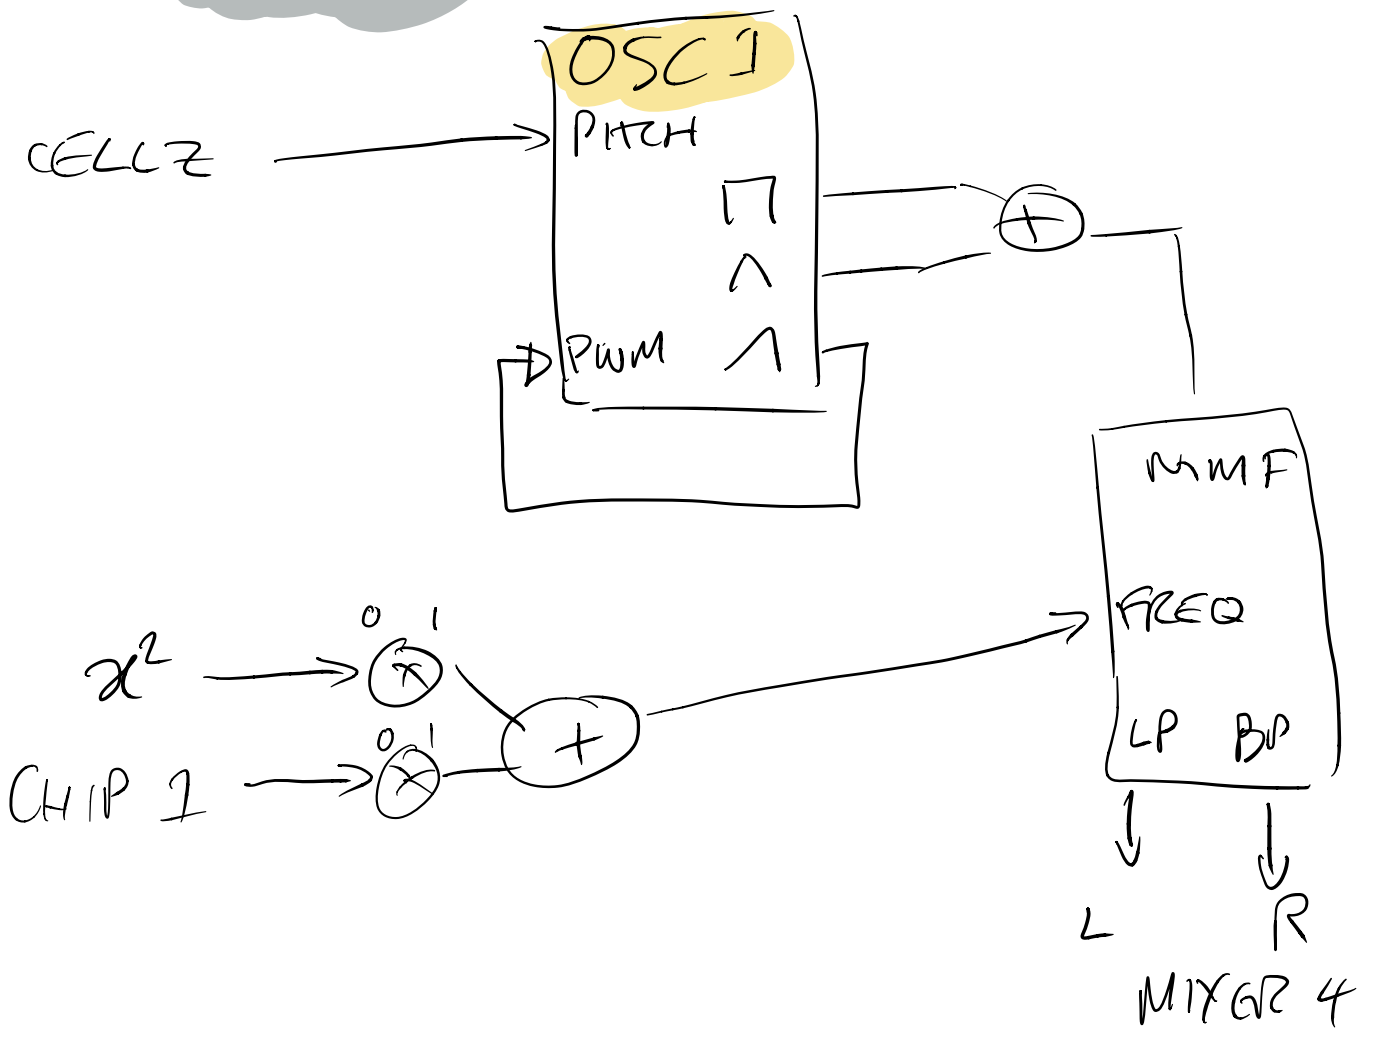 OSC 1
CELLZ
PITCH
+
PWM
MMF
FREQ
0 1
x²
×
+
0 1
CHIP 1
×
LP BP
L R
MIXER 4